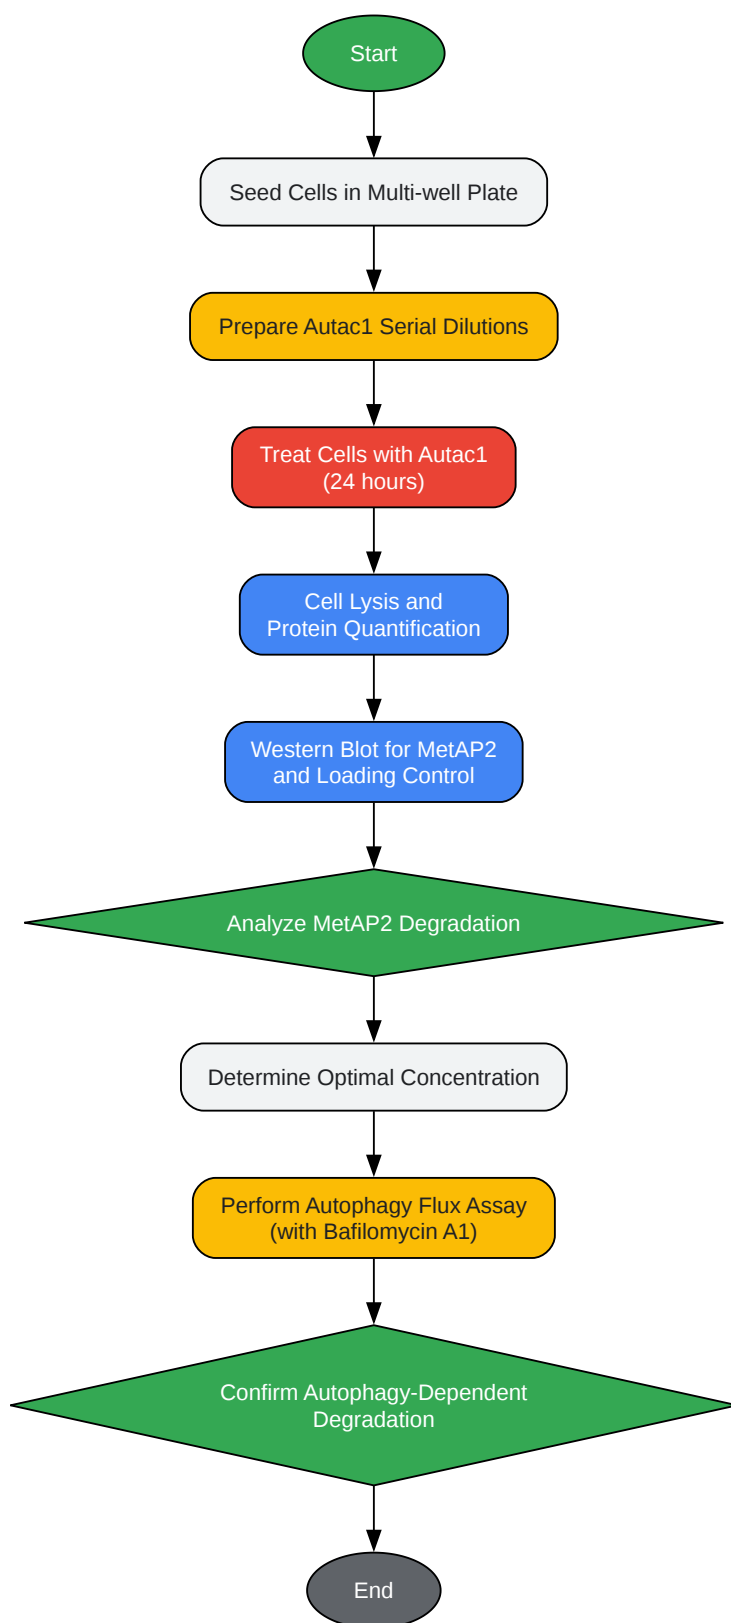 Start
Seed Cells in Multi-well Plate
Prepare Autac1 Serial Dilutions
Treat Cells with Autac1
(24 hours)
Cell Lysis and
Protein Quantification
Western Blot for MetAP2
and Loading Control
Analyze MetAP2 Degradation
Determine Optimal Concentration
Perform Autophagy Flux Assay
(with Bafilomycin A1)
Confirm Autophagy-Dependent
Degradation
End